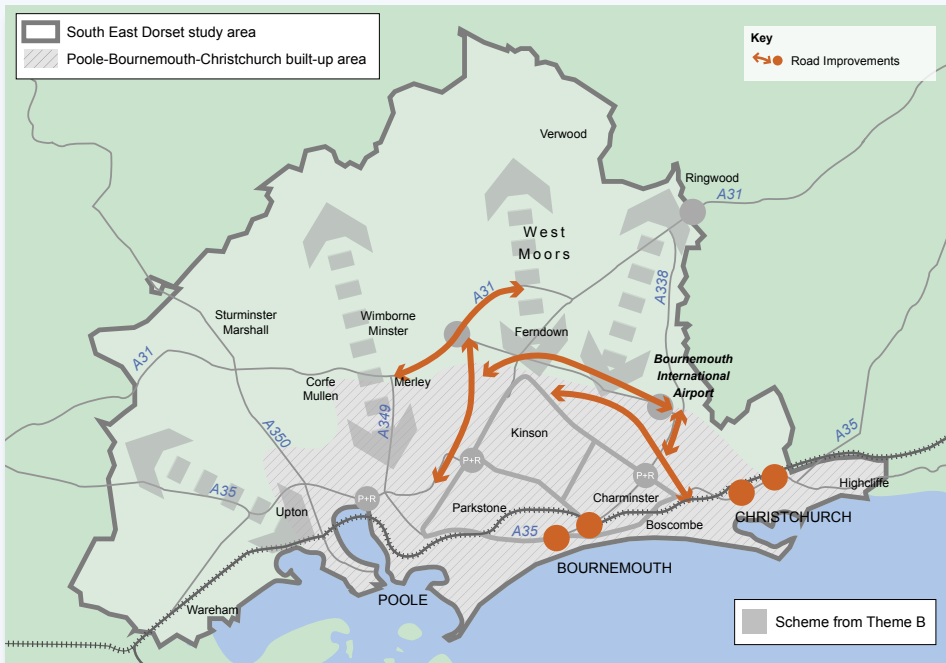 South East Dorset study area
Poole-Bournemouth-Christchurch built-up area
Key
Road Improvements
Verwood
Ringwood
A31
West
Moors
A338
A31
Sturminster
Marshall
Wimborne
Minster
Ferndown
A31
Bournemouth
International
Airport
Corfe
Mullen
Merley
A349
Kinson
A350
A35
P+R
P+R
A35
P+R
Highcliffe
Upton
Parkstone
Charminster
CHRISTCHURCH
A35
Boscombe
BOURNEMOUTH
POOLE
Wareham
Scheme from Theme B